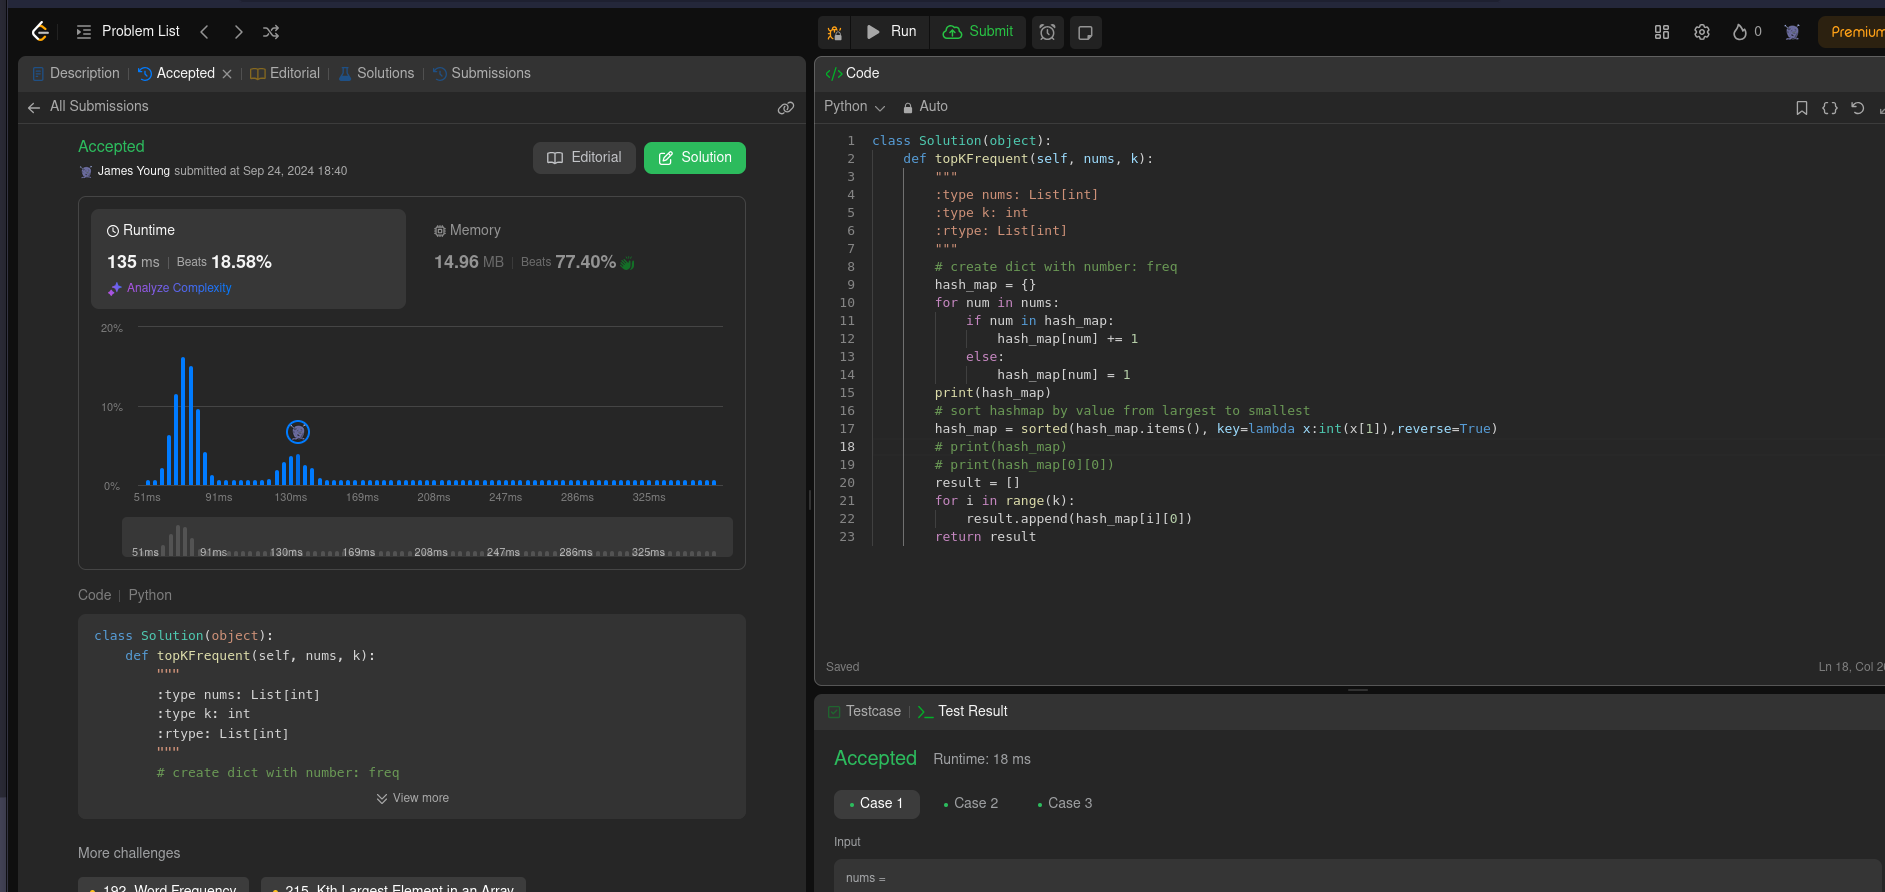 Problem List
Run
Submit
0
Premium
Description
Accepted
Editorial
Solutions
Submissions
All Submissions
Accepted
James Young submitted at Sep 24, 2024 18:40
Editorial
Solution
Runtime
135 ms | Beats 18.58%
Analyze Complexity
Memory
14.96 MB | Beats 77.40%
20%
10%
0%
51ms 91ms 130ms 169ms 208ms 247ms 286ms 325ms
51ms 91ms 130ms 169ms 208ms 247ms 286ms 325ms
Code | Python
class Solution(object):
def topKFrequent(self, nums, k):
"""
:type nums: List[int]
:type k: int
:rtype: List[int]
"""
# create dict with number: freq
View more
More challenges
192. Word Frequency
215. Kth Largest Element in an Array
</> Code
Python
Auto
1 class Solution(object):
2 def topKFrequent(self, nums, k):
3 """
4 :type nums: List[int]
5 :type k: int
6 :rtype: List[int]
7 """
8 # create dict with number: freq
9 hash_map = {}
10 for num in nums:
11 if num in hash_map:
12 hash_map[num] += 1
13 else:
14 hash_map[num] = 1
15 print(hash_map)
16 # sort hashmap by value from largest to smallest
17 hash_map = sorted(hash_map.items(), key=lambda x:int(x[1]),reverse=True)
18 # print(hash_map)
19 # print(hash_map[0][0])
20 result = []
21 for i in range(k):
22 result.append(hash_map[i][0])
23 return result
Saved
Ln 18, Col
Testcase
Test Result
Accepted
Runtime: 18 ms
Case 1
Case 2
Case 3
Input
nums =